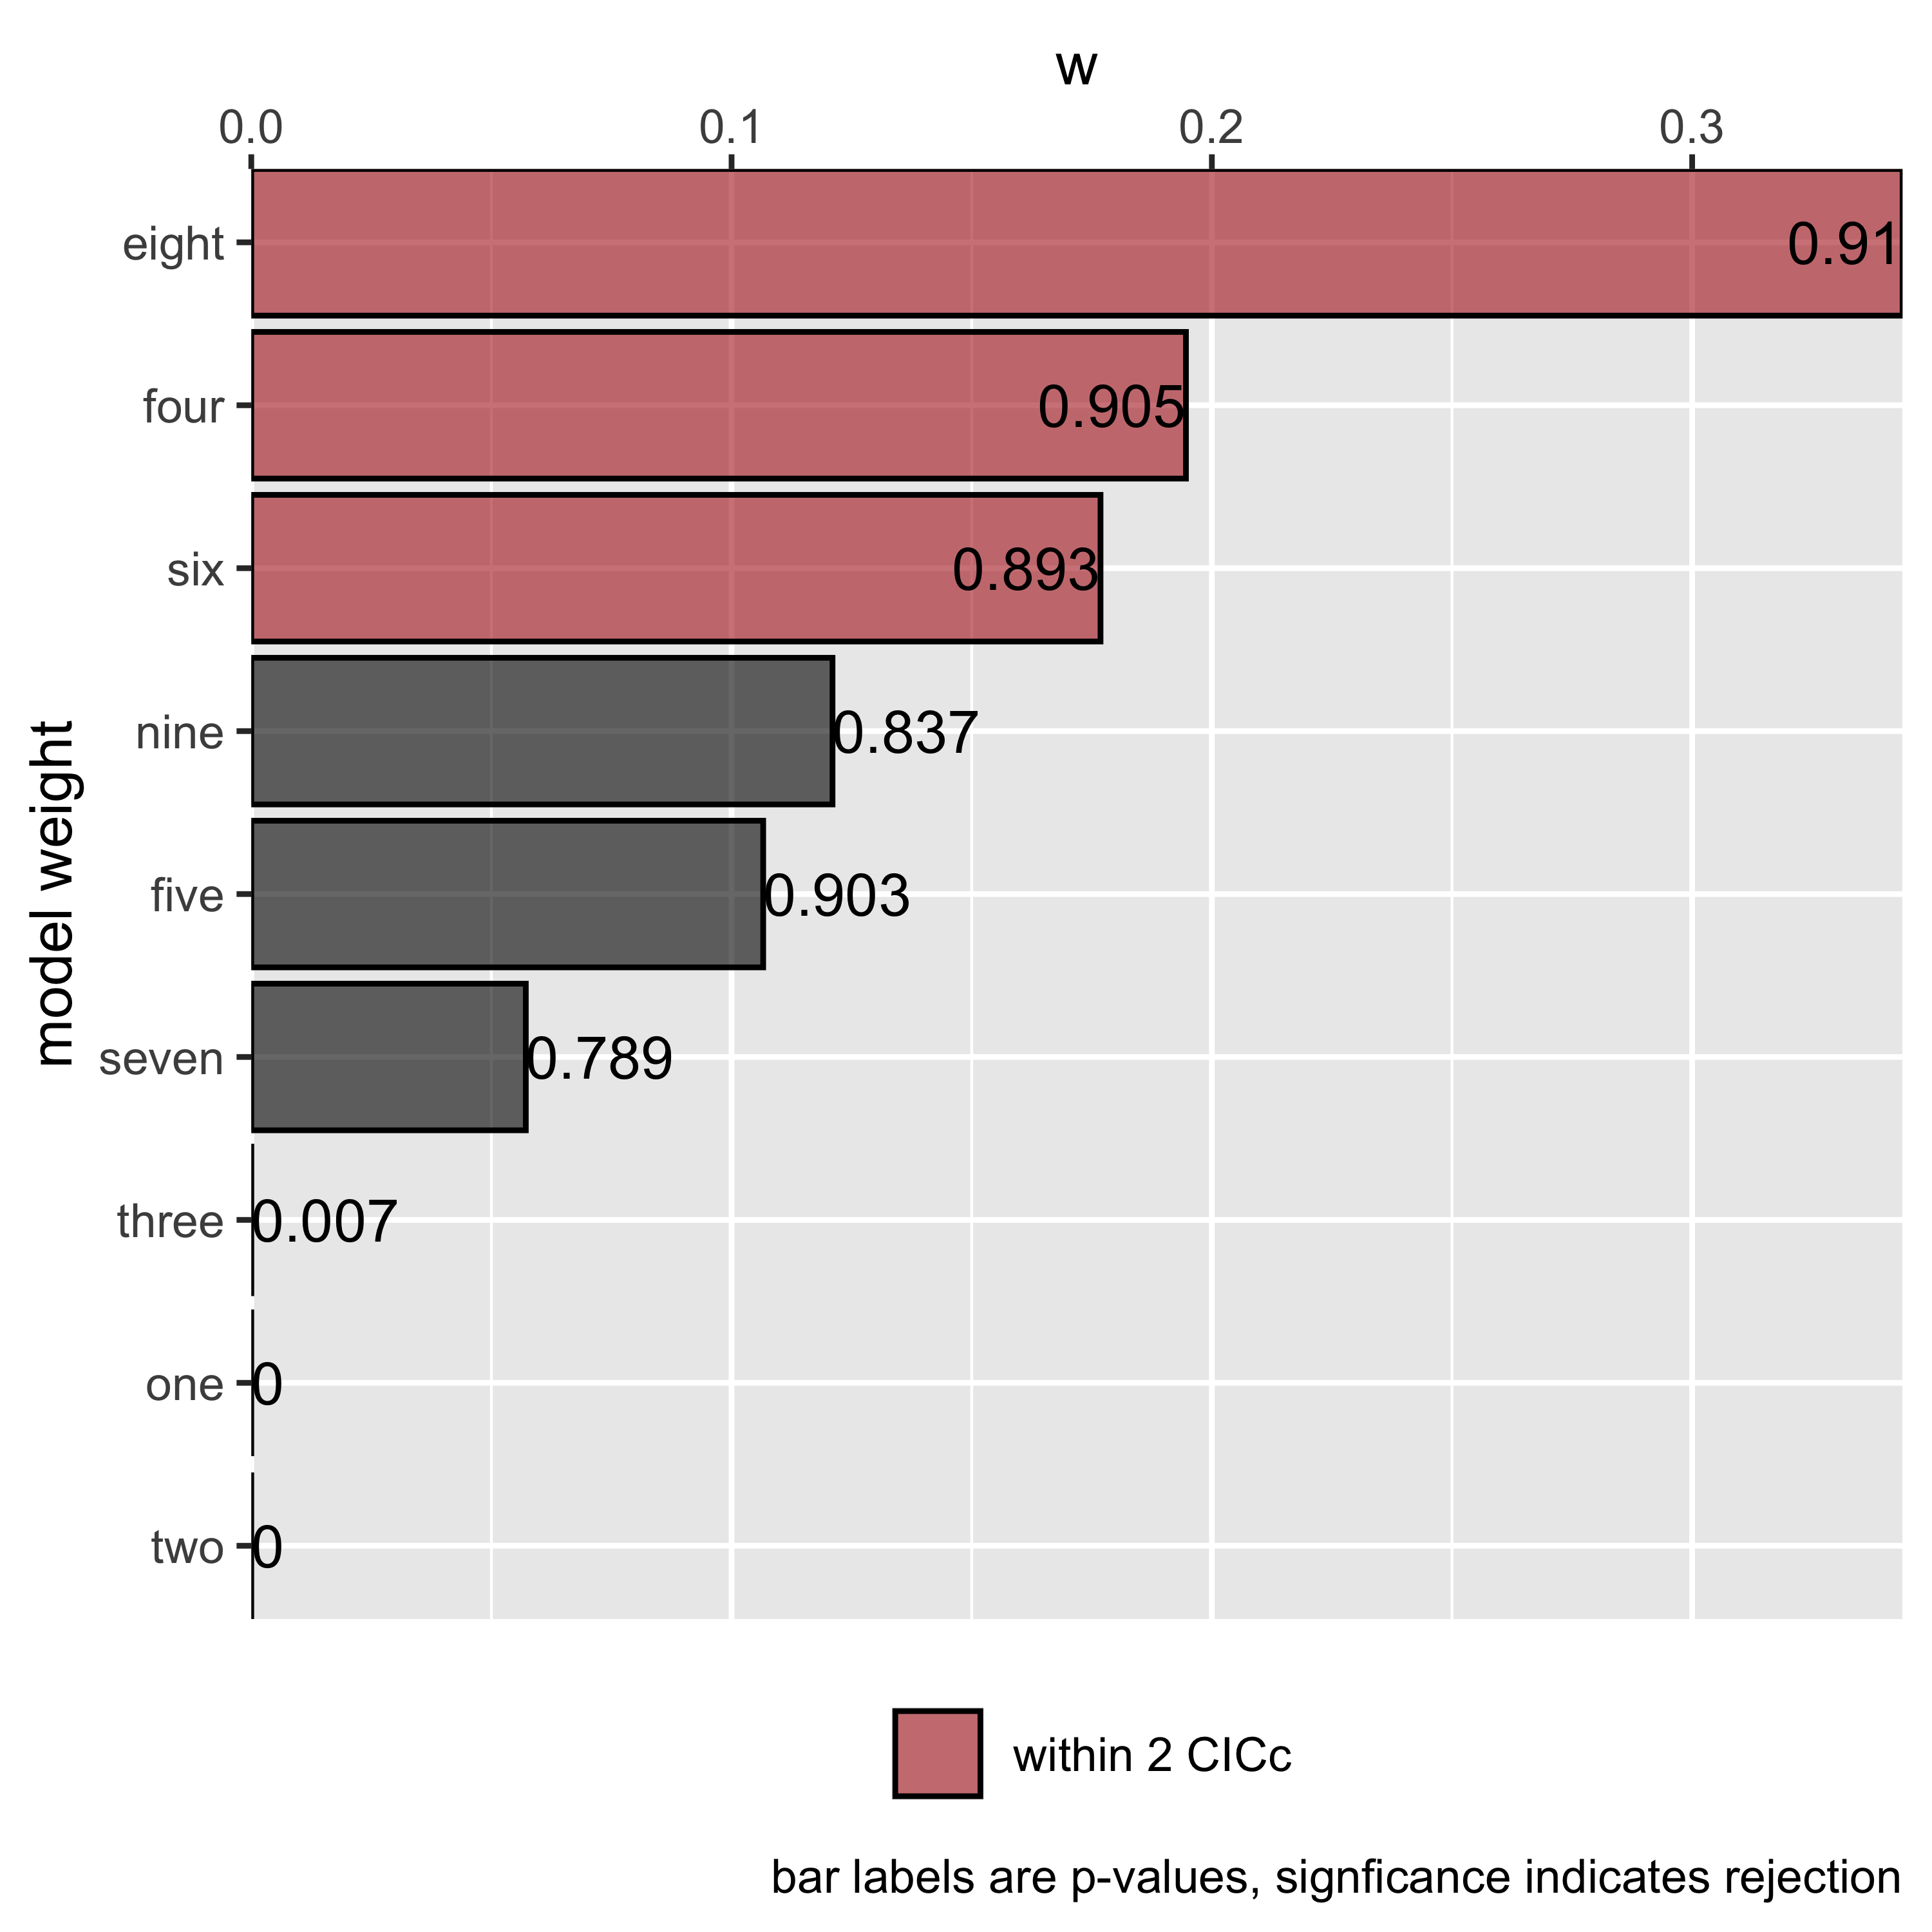 w
0.0 0.1 0.2 0.3
eight 0.91
four 0.905
six 0.893
nine 0.837
five 0.903
seven 0.789
three 0.007
one 0
two 0
model weight
within 2 CICc
bar labels are p-values, signficance indicates rejection